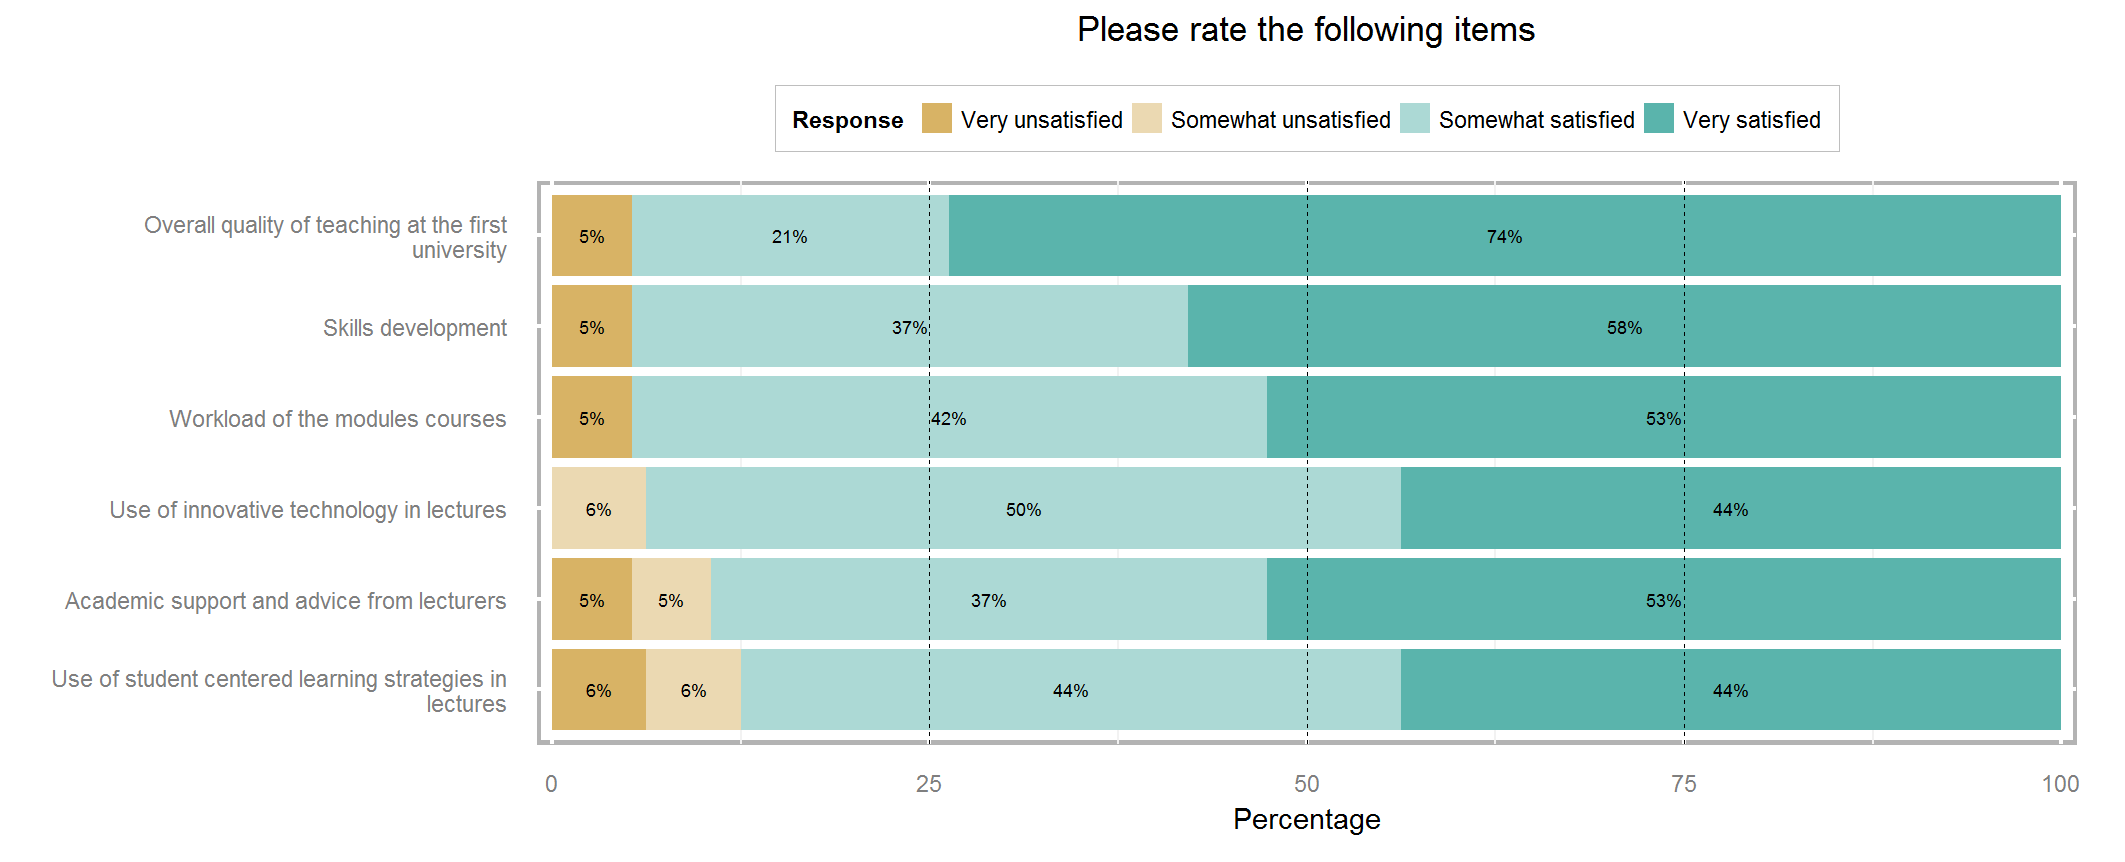 Please rate the following items
Response Very unsatisfied Somewhat unsatisfied Somewhat satisfied Very satisfied
Overall quality of teaching at the first
university
5% 21% 74%
Skills development
5% 37% 58%
Workload of the modules courses
5% 42% 53%
Use of innovative technology in lectures
6% 50% 44%
Academic support and advice from lecturers
5% 5% 37% 53%
Use of student centered learning strategies in
lectures
6% 6% 44% 44%
0 25 50 75 100
Percentage